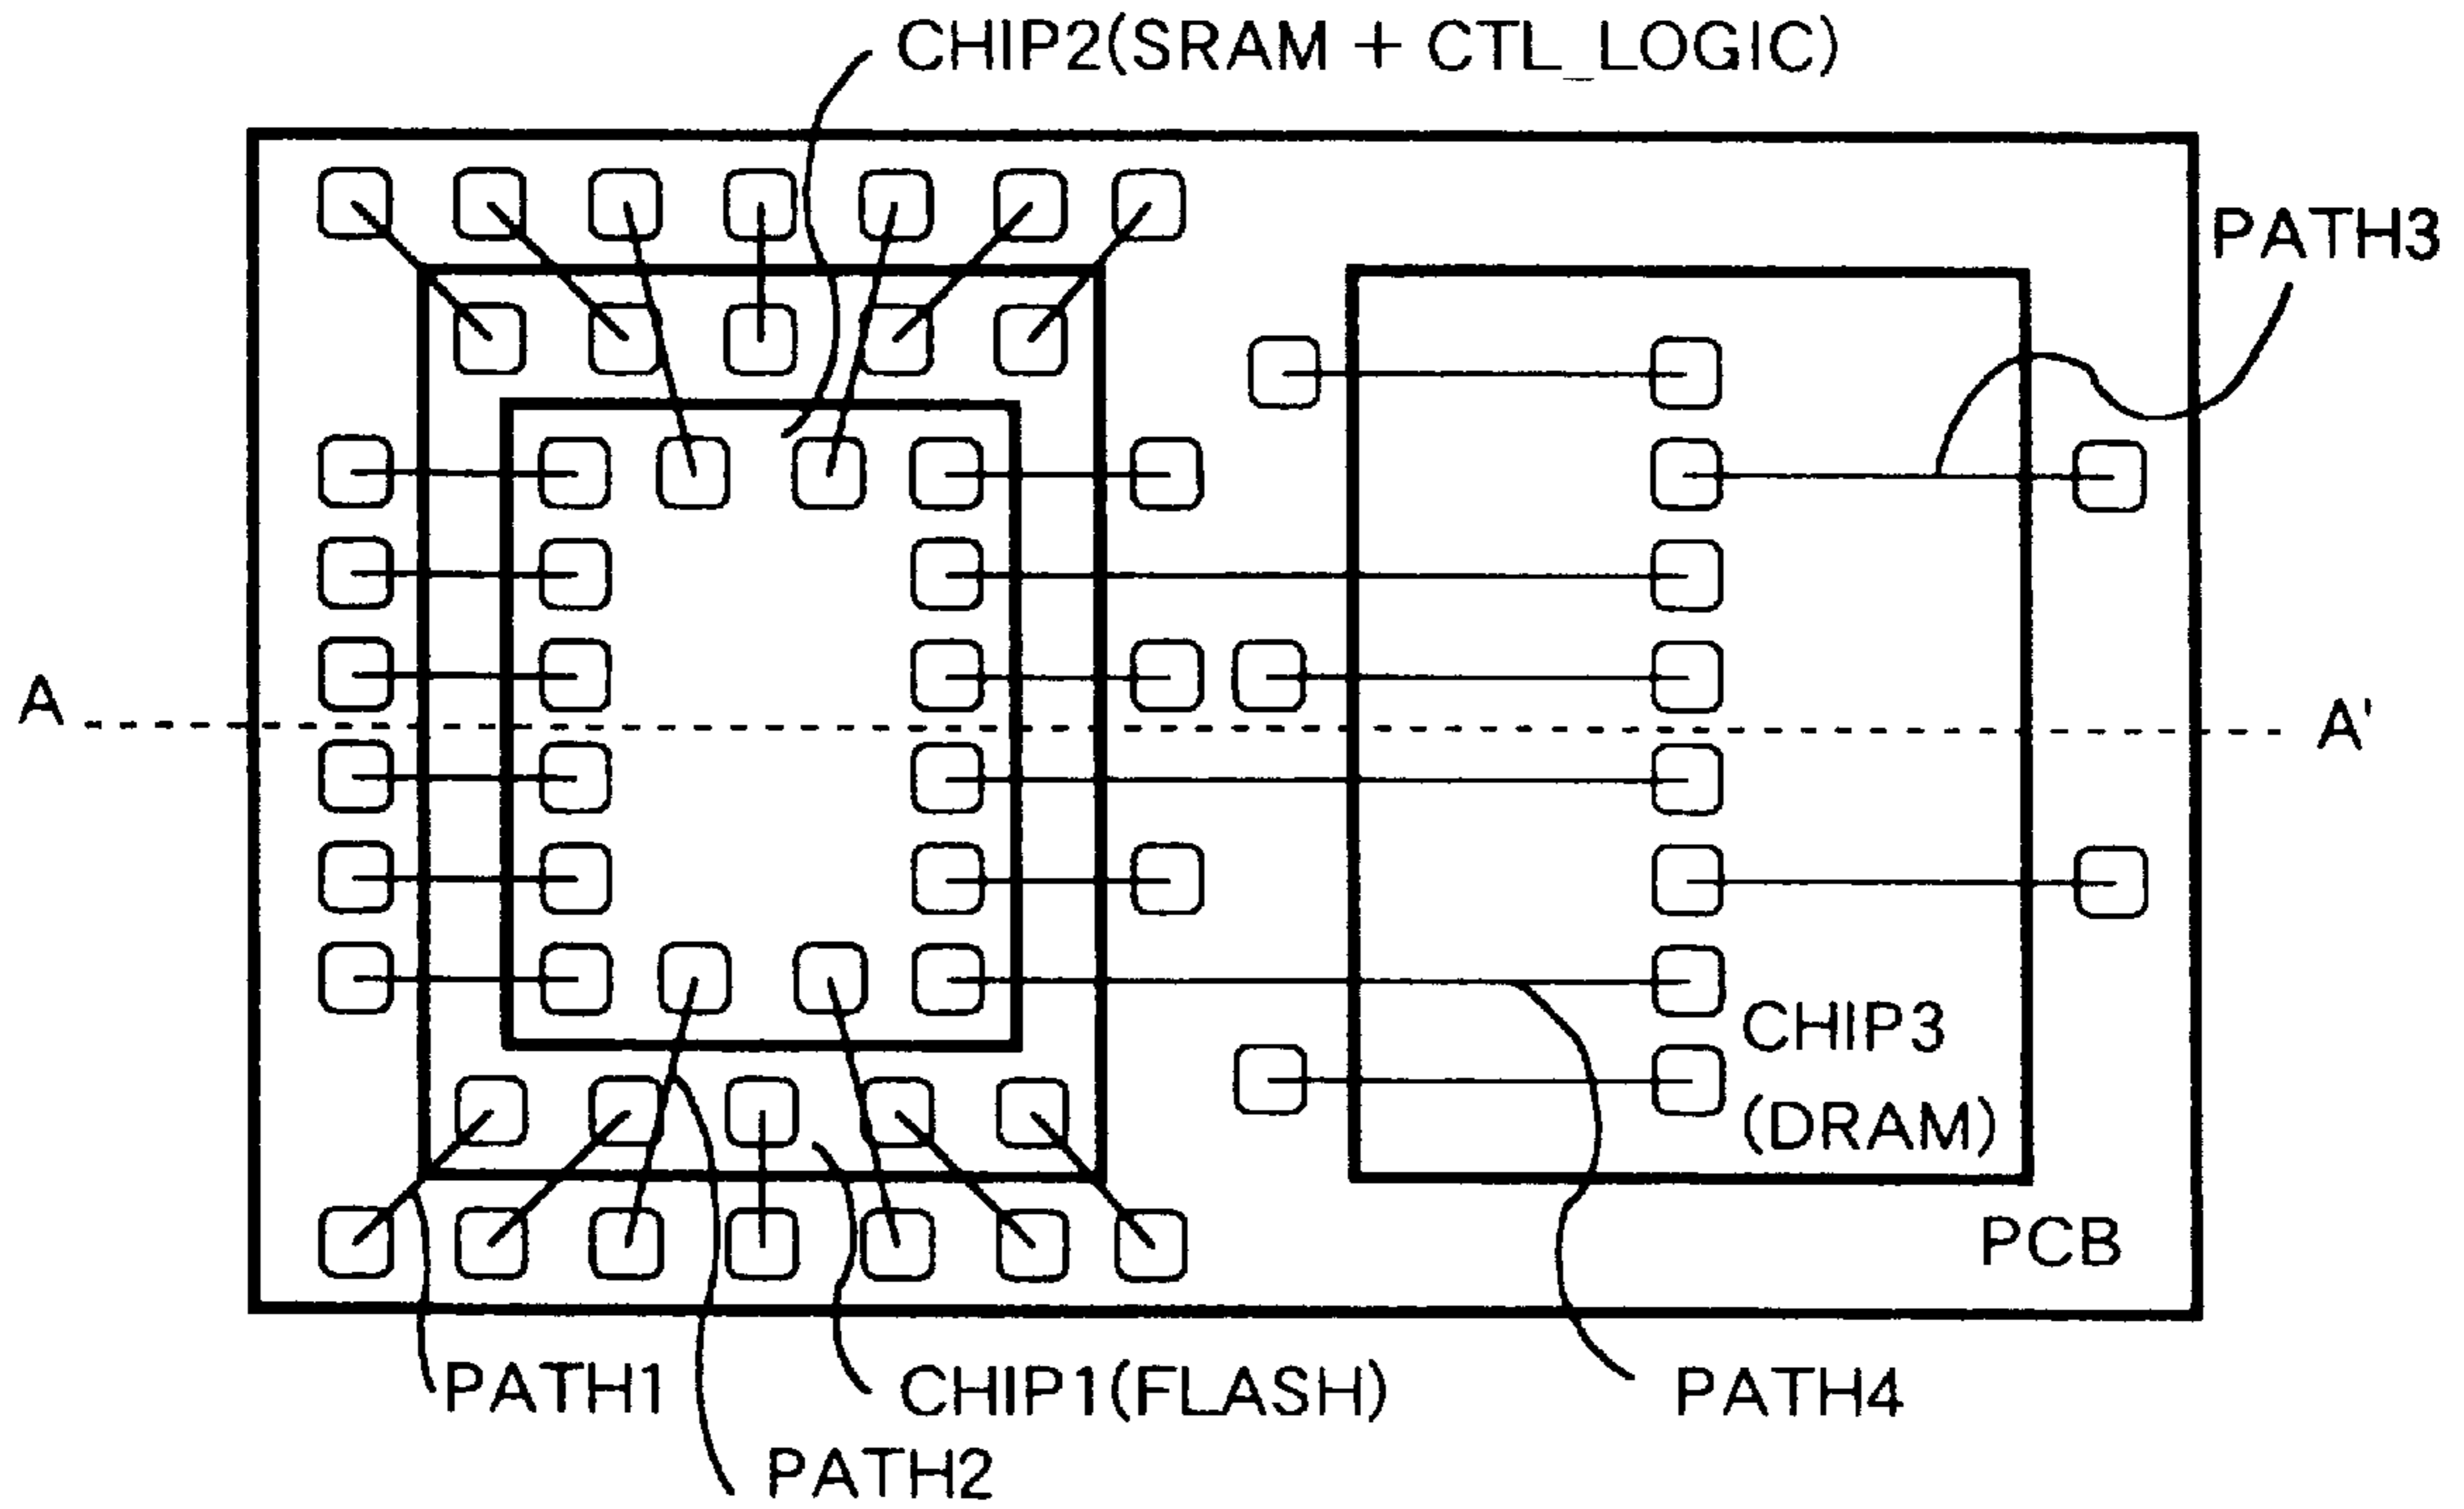 CHIP2(SRAM + CTL_LOGIC)
PATH3
A
A'
CHIP3
(DRAM)
PCB
PATH1
CHIP1(FLASH)
PATH4
PATH2